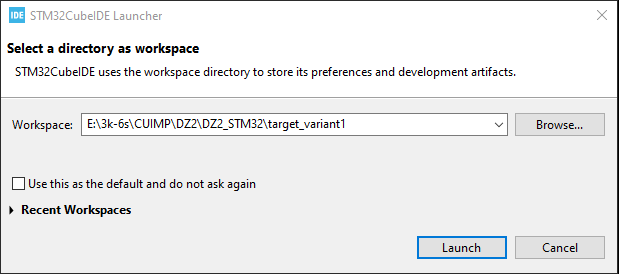 IDE STM32CubeIDE Launcher
Select a directory as workspace
STM32CubeIDE uses the workspace directory to store its preferences and development artifacts.
Workspace: E:\3k-6s\CUIMP\DZ2\DZ2_STM32\target_variant1 Browse...
Use this as the default and do not ask again
Recent Workspaces
Launch Cancel